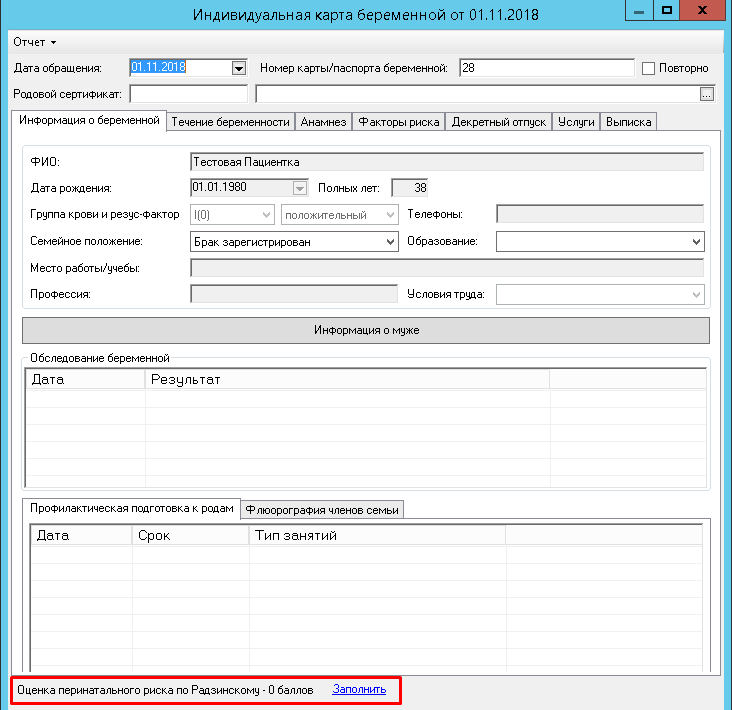 Индивидуальная карта беременной от 01.11.2018
Отчет
Дата обращения: 01.11.2018 Номер карты/паспорта беременной: 28 Повторно
Родовой сертификат: ...
Информация о беременной Течение беременности Анамнез Факторы риска Декретный отпуск Услуги Выписка
ФИО: Тестовая Пациентка
Дата рождения: 01.01.1980 Полных лет: 38
Группа крови и резус-фактор I(0) положительный Телефоны:
Семейное положение: Брак зарегистрирован Образование:
Место работы/учебы:
Профессия: Условия труда:
Информация о муже
Обследование беременной
Дата Результат
Профилактическая подготовка к родам Флюорография членов семьи
Дата Срок Тип занятий
Оценка перинатального риска по Радзинскому - 0 баллов Заполнить